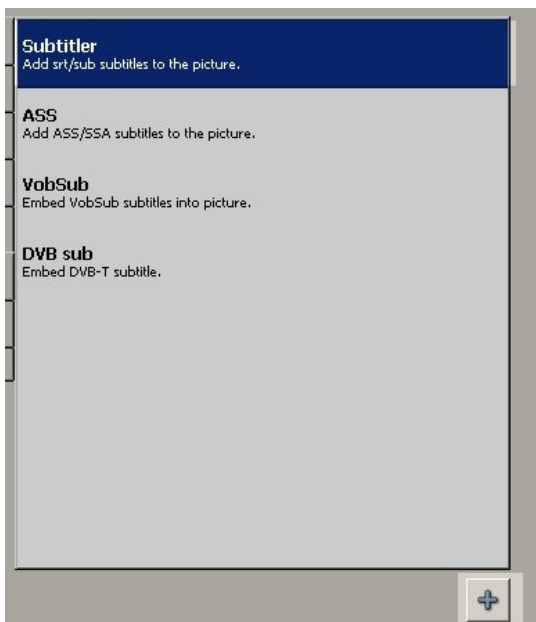 Subtitler
Add srt/sub subtitles to the picture.
ASS
Add ASS/SSA subtitles to the picture.
VobSub
Embed VobSub subtitles into picture.
DVB sub
Embed DVB-T subtitle.